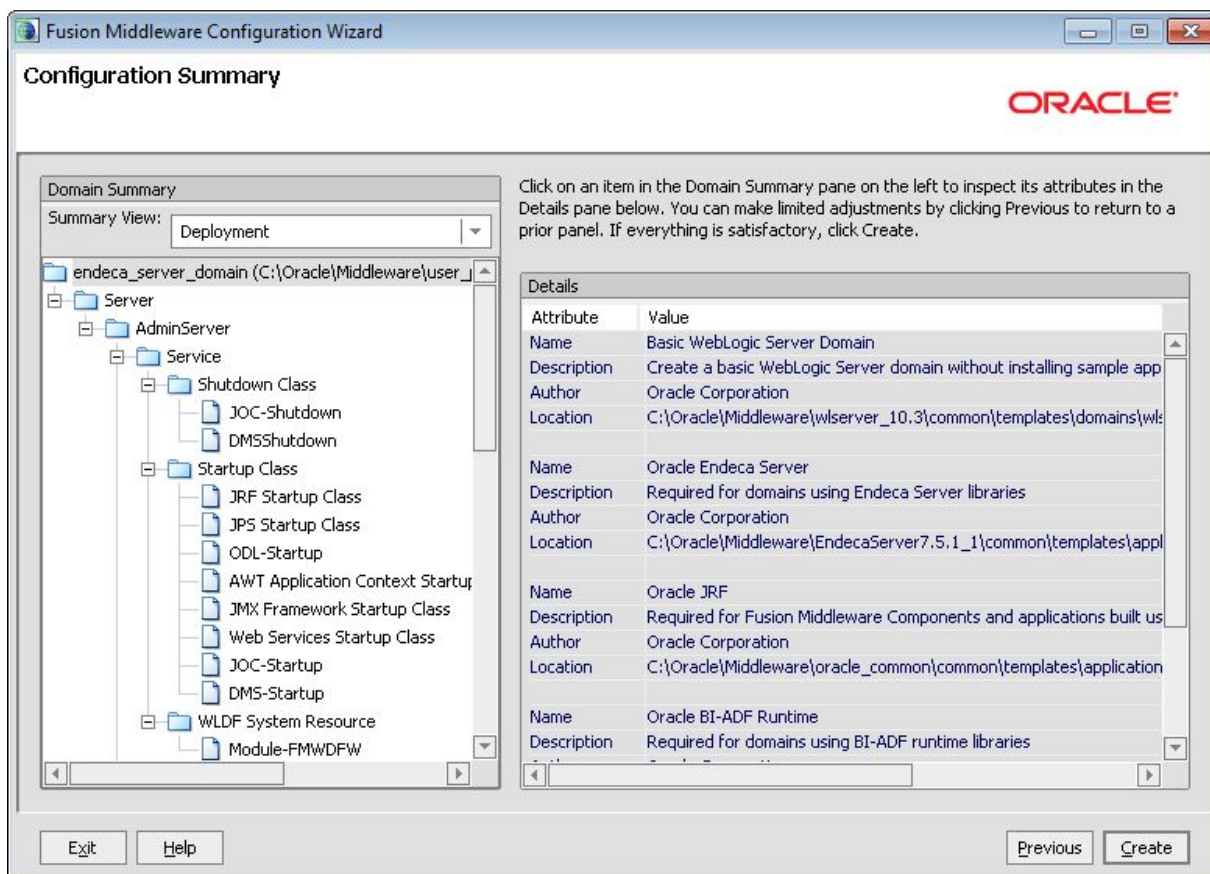 Fusion Middleware Configuration Wizard
Configuration Summary
ORACLE
Domain Summary
Summary View:
Deployment
endeca_server_domain (C:\Oracle\Middleware\user_
Server
AdminServer
Service
Shutdown Class
JOC-Shutdown
DMSShutdown
Startup Class
JRF Startup Class
JPS Startup Class
ODL-Startup
AWT Application Context Startup
JMX Framework Startup Class
Web Services Startup Class
JOC-Startup
DMS-Startup
WLDF System Resource
Module-FMWDFW
Click on an item in the Domain Summary pane on the left to inspect its attributes in the
Details pane below. You can make limited adjustments by clicking Previous to return to a
prior panel. If everything is satisfactory, click Create.
Details
Attribute Value
Name Basic WebLogic Server Domain
Description Create a basic WebLogic Server domain without installing sample app
Author Oracle Corporation
Location C:\Oracle\Middleware\wlserver_10.3\common\templates\domains\wls
Name Oracle Endeca Server
Description Required for domains using Endeca Server libraries
Author Oracle Corporation
Location C:\Oracle\Middleware\EndecaServer7.5.1_1\common\templates\appl
Name Oracle JRF
Description Required for Fusion Middleware Components and applications built us
Author Oracle Corporation
Location C:\Oracle\Middleware\oracle_common\common\templates\application
Name Oracle BI-ADF Runtime
Description Required for domains using BI-ADF runtime libraries
Exit Help Previous Create